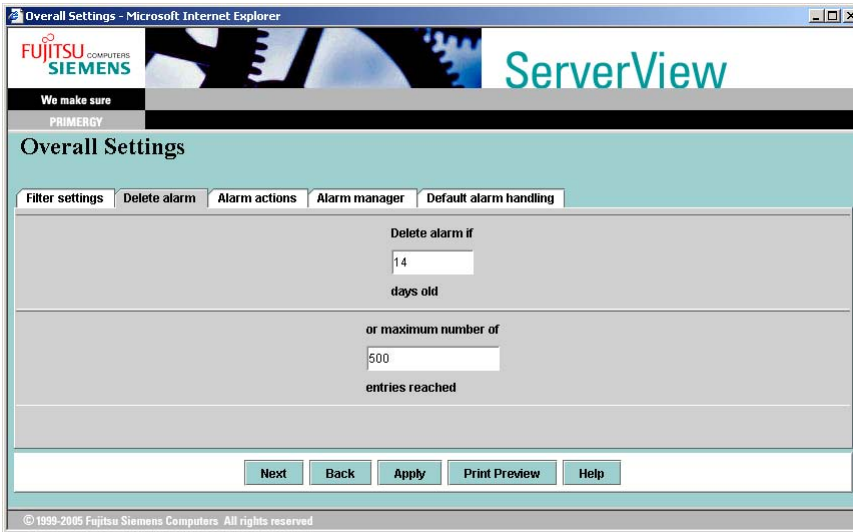 Overall Settings - Microsoft Internet Explorer
FUJITSU COMPUTERS
SIEMENS
ServerView
We make sure
PRIMERGY
Overall Settings
Filter settings Delete alarm Alarm actions Alarm manager Default alarm handling
Delete alarm if
14
days old
or maximum number of
500
entries reached
Next Back Apply Print Preview Help
© 1999-2005 Fujitsu Siemens Computers All rights reserved